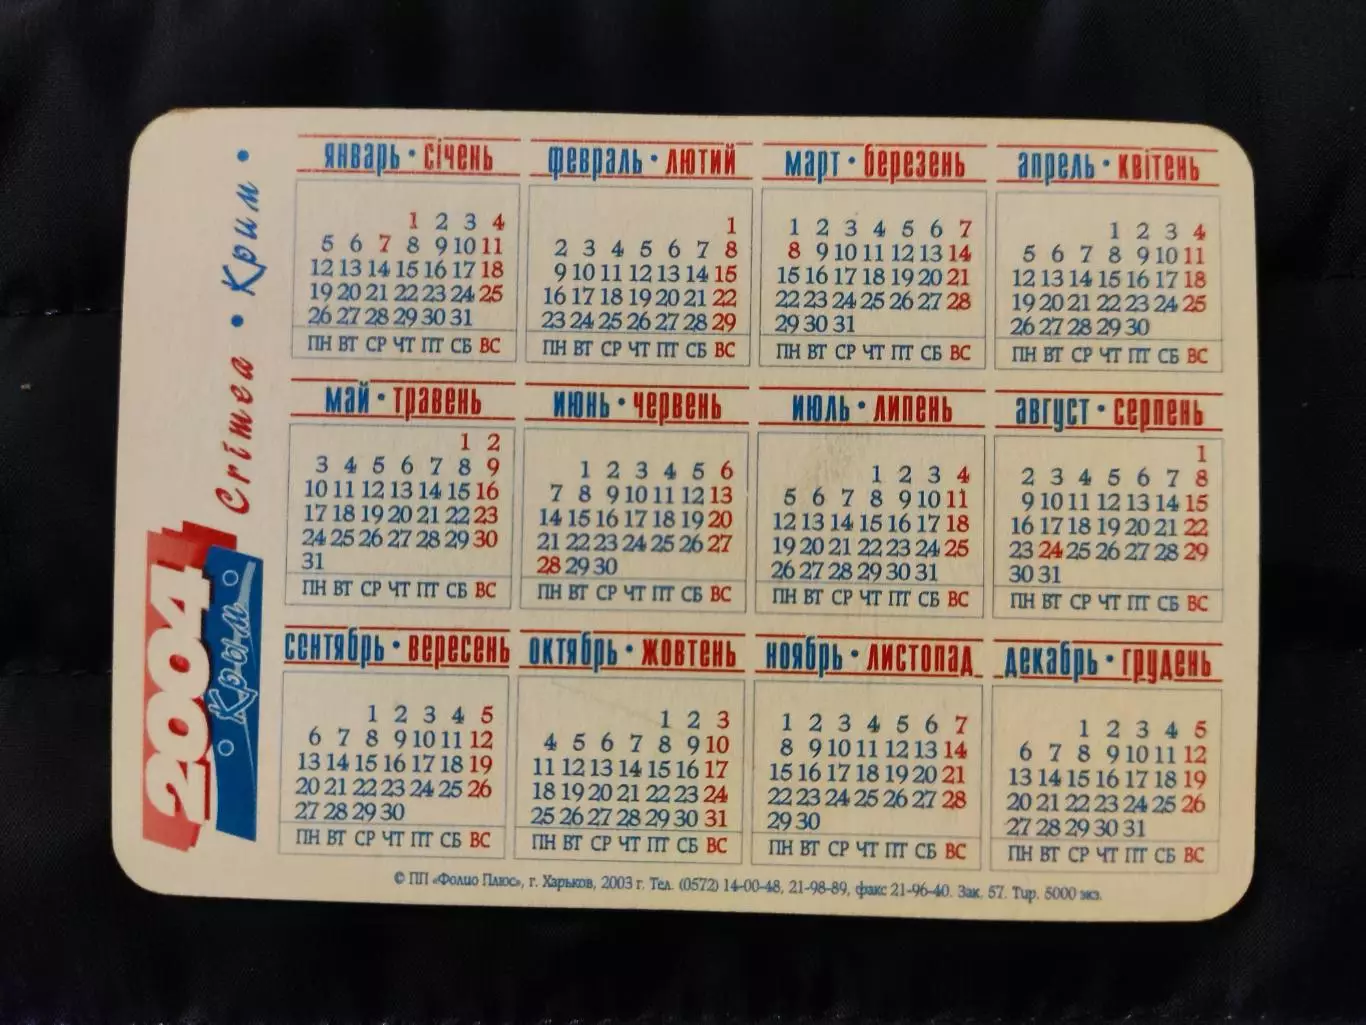 2004
Крым
Crimea • Крим •
январь • січень
1 2 3 4
5 6 7 8 9 10 11
12 13 14 15 16 17 18
19 20 21 22 23 24 25
26 27 28 29 30 31
ПН ВТ СР ЧТ ПТ СБ ВС
февраль • лютий
1
2 3 4 5 6 7 8
9 10 11 12 13 14 15
16 17 18 19 20 21 22
23 24 25 26 27 28 29
ПН ВТ СР ЧТ ПТ СБ ВС
март • березень
1 2 3 4 5 6 7
8 9 10 11 12 13 14
15 16 17 18 19 20 21
22 23 24 25 26 27 28
29 30 31
ПН ВТ СР ЧТ ПТ СБ ВС
апрель • квітень
1 2 3 4
5 6 7 8 9 10 11
12 13 14 15 16 17 18
19 20 21 22 23 24 25
26 27 28 29 30
ПН ВТ СР ЧТ ПТ СБ ВС
май • травень
1 2
3 4 5 6 7 8 9
10 11 12 13 14 15 16
17 18 19 20 21 22 23
24 25 26 27 28 29 30
31
ПН ВТ СР ЧТ ПТ СБ ВС
июнь • червень
1 2 3 4 5 6
7 8 9 10 11 12 13
14 15 16 17 18 19 20
21 22 23 24 25 26 27
28 29 30
ПН ВТ СР ЧТ ПТ СБ ВС
июль • липень
1 2 3 4
5 6 7 8 9 10 11
12 13 14 15 16 17 18
19 20 21 22 23 24 25
26 27 28 29 30 31
ПН ВТ СР ЧТ ПТ СБ ВС
август • серпень
1
2 3 4 5 6 7 8
9 10 11 12 13 14 15
16 17 18 19 20 21 22
23 24 25 26 27 28 29
30 31
ПН ВТ СР ЧТ ПТ СБ ВС
сентябрь • вересень
1 2 3 4 5
6 7 8 9 10 11 12
13 14 15 16 17 18 19
20 21 22 23 24 25 26
27 28 29 30
ПН ВТ СР ЧТ ПТ СБ ВС
октябрь • жовтень
1 2 3
4 5 6 7 8 9 10
11 12 13 14 15 16 17
18 19 20 21 22 23 24
25 26 27 28 29 30 31
ПН ВТ СР ЧТ ПТ СБ ВС
ноябрь • листопад
1 2 3 4 5 6 7
8 9 10 11 12 13 14
15 16 17 18 19 20 21
22 23 24 25 26 27 28
29 30
ПН ВТ СР ЧТ ПТ СБ ВС
декабрь • грудень
1 2 3 4 5
6 7 8 9 10 11 12
13 14 15 16 17 18 19
20 21 22 23 24 25 26
27 28 29 30 31
ПН ВТ СР ЧТ ПТ СБ ВС
© ПП «Фолио Плюс», г. Харьков, 2003 г. Тел. (0572) 14-00-48, 21-98-89, факс 21-96-40. Зак. 57. Тир. 5000 экз.